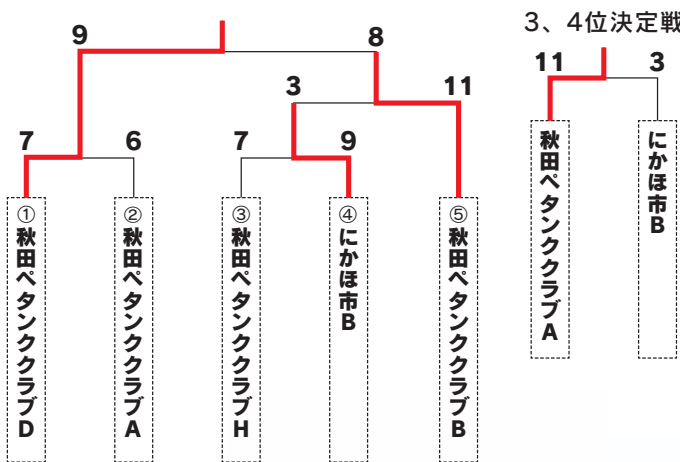 3、4位決定戦
9
8
3
11
7
6
7
9
11
3
①秋田ペタンククラブD
②秋田ペタンククラブA
③秋田ペタンククラブH
④にかほ市B
⑤秋田ペタンククラブB
秋田ペタンククラブA
にかほ市B